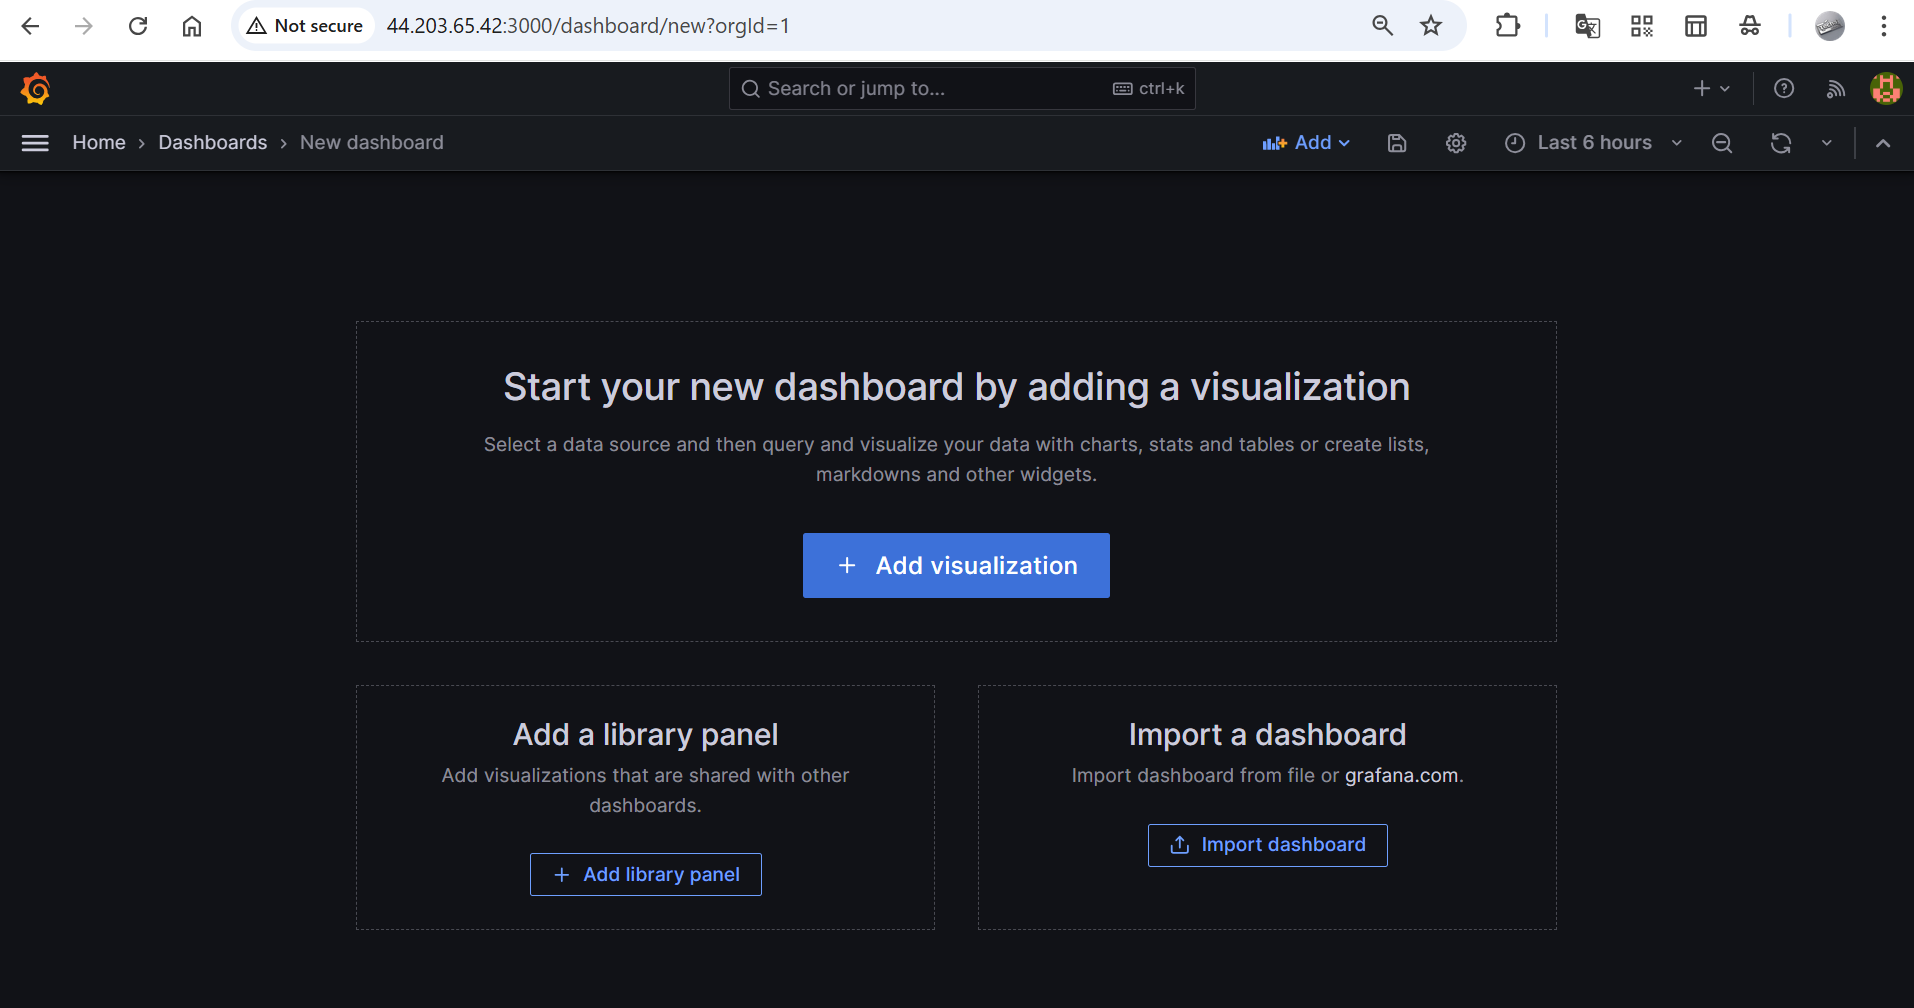 Not secure
44.203.65.42:3000/dashboard/new?orgId=1
Search or jump to...
ctrl+k
Home
Dashboards
New dashboard
Add
Last 6 hours
Start your new dashboard by adding a visualization
Select a data source and then query and visualize your data with charts, stats and tables or create lists,
markdowns and other widgets.
+ Add visualization
Add a library panel
Add visualizations that are shared with other
dashboards.
+ Add library panel
Import a dashboard
Import dashboard from file or grafana.com.
Import dashboard